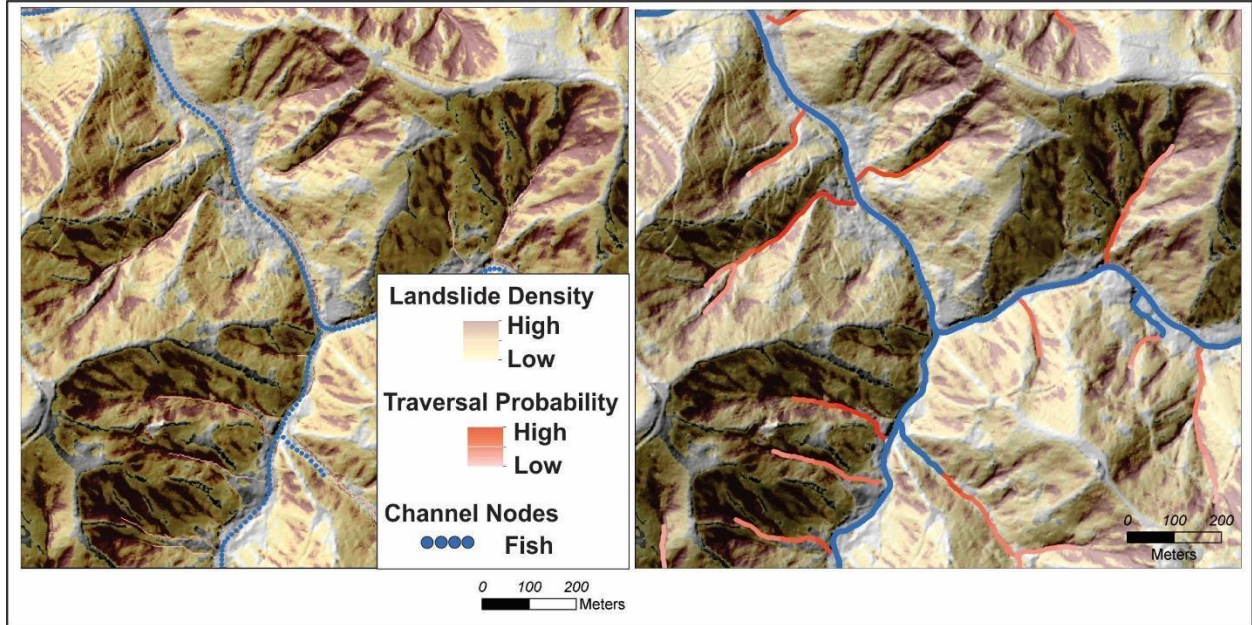 Landslide Density
High
Low
Traversal Probability
High
Low
Channel Nodes
Fish
0 100 200
Meters
0 100 200
Meters